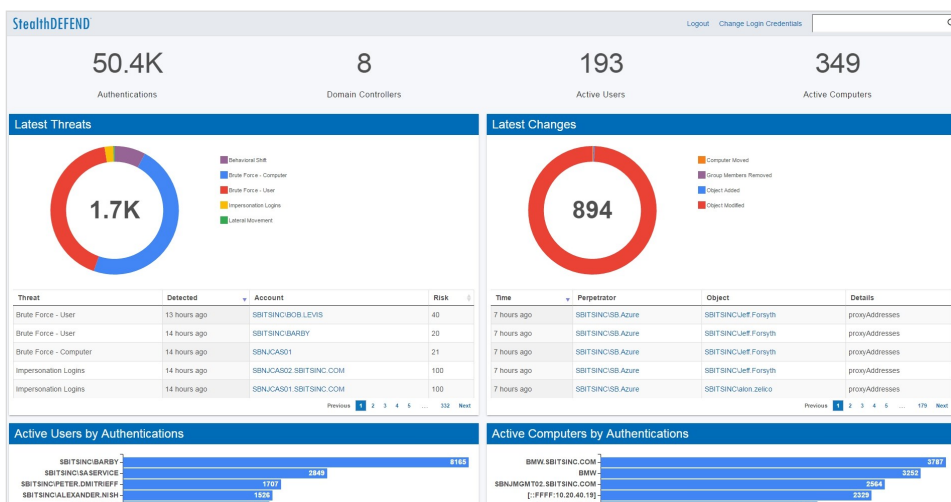 StealthDEFEND
Logout Change Login Credentials
50.4K 8 193 349
Authentications Domain Controllers Active Users Active Computers
Latest Threats
1.7K
Behavioral Shift
Brute Force - Computer
Brute Force - User
Impersonation Logins
Lateral Movement
Threat Detected Account Risk
Brute Force - User 13 hours ago SBITSINC\BOB.LEVIS 40
Brute Force - User 14 hours ago SBITSINC\BARBY 20
Brute Force - Computer 14 hours ago SBNJCAS01 21
Impersonation Logins 14 hours ago SBNJCAS02.SBITSINC.COM 100
Impersonation Logins 14 hours ago SBNJCAS01.SBITSINC.COM 100
Previous 1 2 3 4 5 ... 332 Next
Latest Changes
894
Computer Moved
Group Members Removed
Object Added
Object Modified
Time Perpetrator Object Details
7 hours ago SBITSINC\SB.Azure SBITSINC\Jeff.Forsyth proxyAddresses
7 hours ago SBITSINC\SB.Azure SBITSINC\Jeff.Forsyth proxyAddresses
7 hours ago SBITSINC\SB.Azure SBITSINC\Jeff.Forsyth proxyAddresses
7 hours ago SBITSINC\SB.Azure SBITSINC\Jeff.Forsyth proxyAddresses
7 hours ago SBITSINC\SB.Azure SBITSINC\alon.zelico proxyAddresses
Previous 1 2 3 4 5 ... 179 Next
Active Users by Authentications
SBITSINC\BARBY 8165
SBITSINC\SASERVICE 2849
SBITSINC\PETER.DMITRIEFF 1707
SBITSINC\ALEXANDER.NISH 1526
Active Computers by Authentications
BMW.SBITSINC.COM 3787
BMW 3252
SBNJMGMT02.SBITSINC.COM 2564
[::FFFF:10.20.40.19] 2329